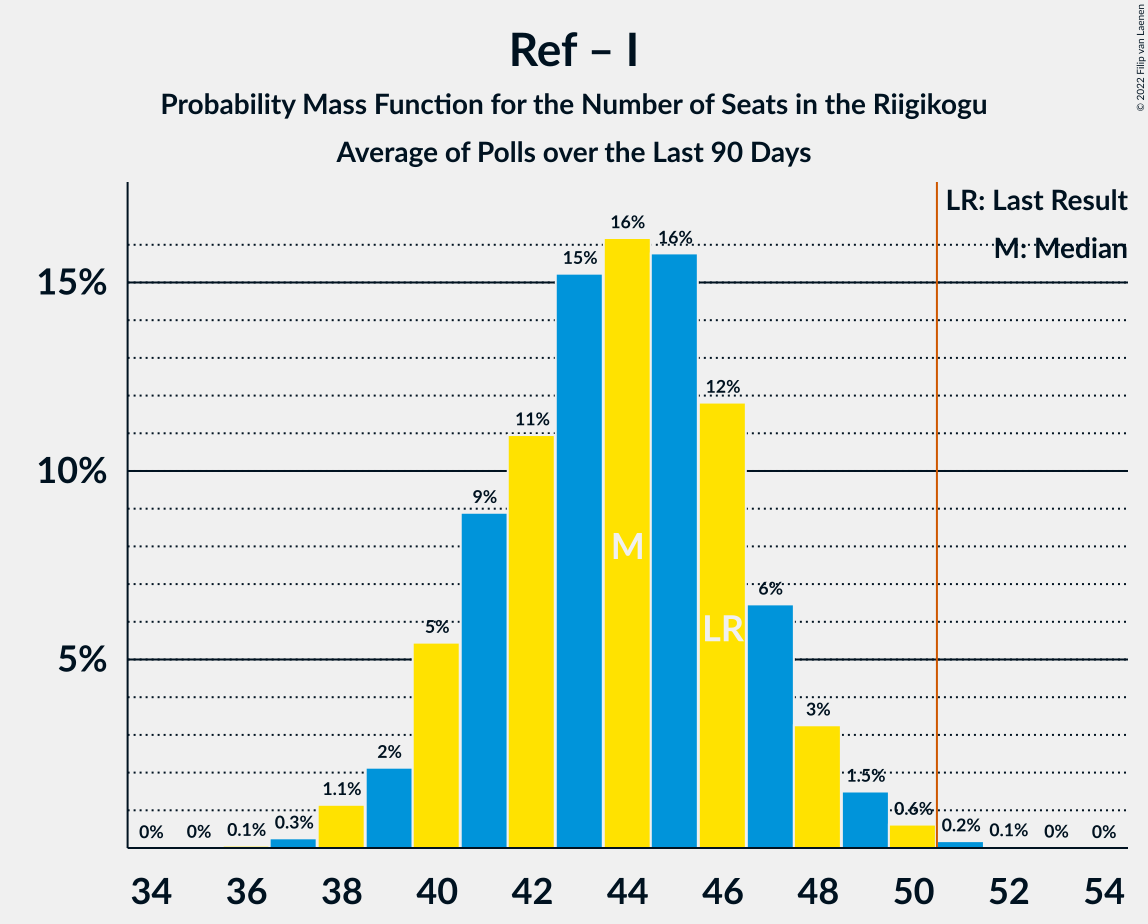 Ref – I
Probability Mass Function for the Number of Seats in the Riigikogu
Average of Polls over the Last 90 Days
© 2022 Filip van Laenen
LR: Last Result
M: Median
15%
10%
5%
0%
0%
0.1%
0.3%
1.1%
2%
5%
9%
11%
15%
16%
16%
12%
6%
3%
1.5%
0.6%
0.2%
0.1%
0%
0%
M
LR
34 36 38 40 42 44 46 48 50 52 54